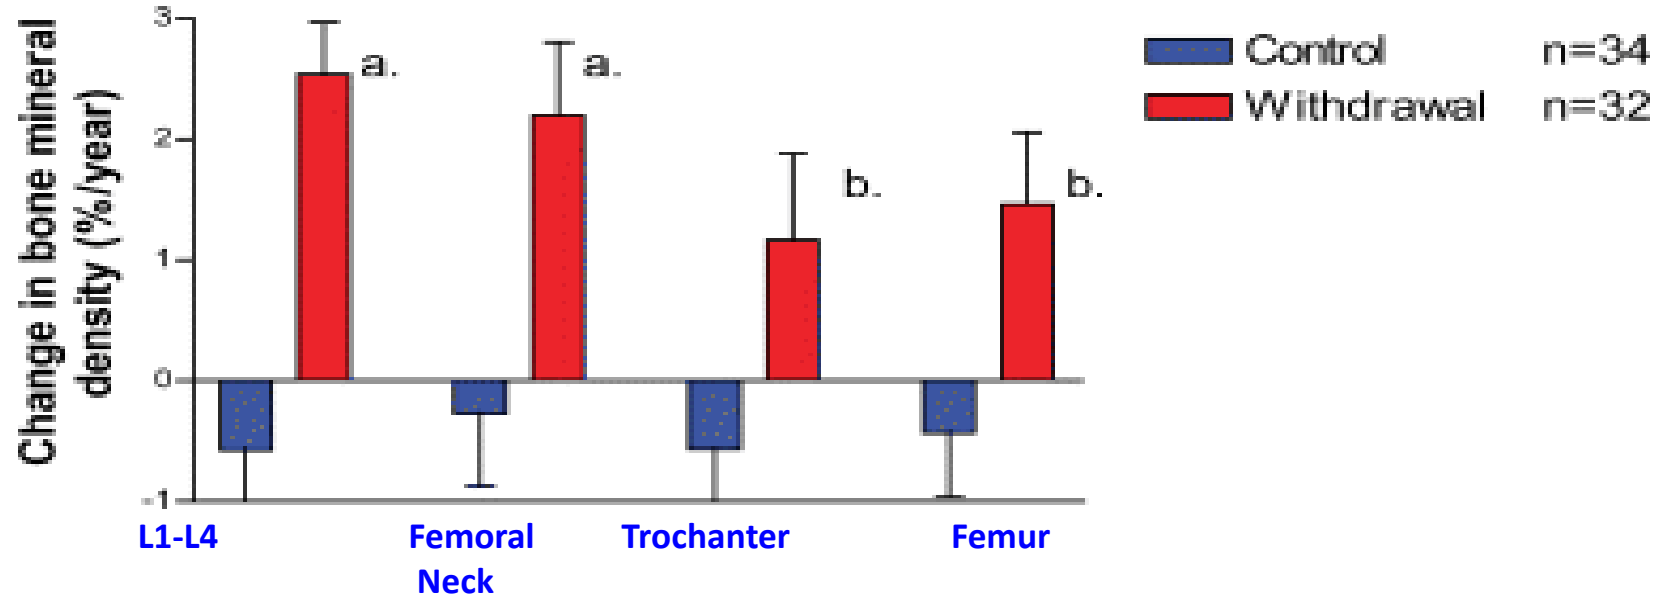 Change in bone mineral
density (%/year)
3
2
1
0
-1
a.
a.
b.
b.
Control n=34
Withdrawal n=32
L1-L4
Femoral
Neck
Trochanter
Femur